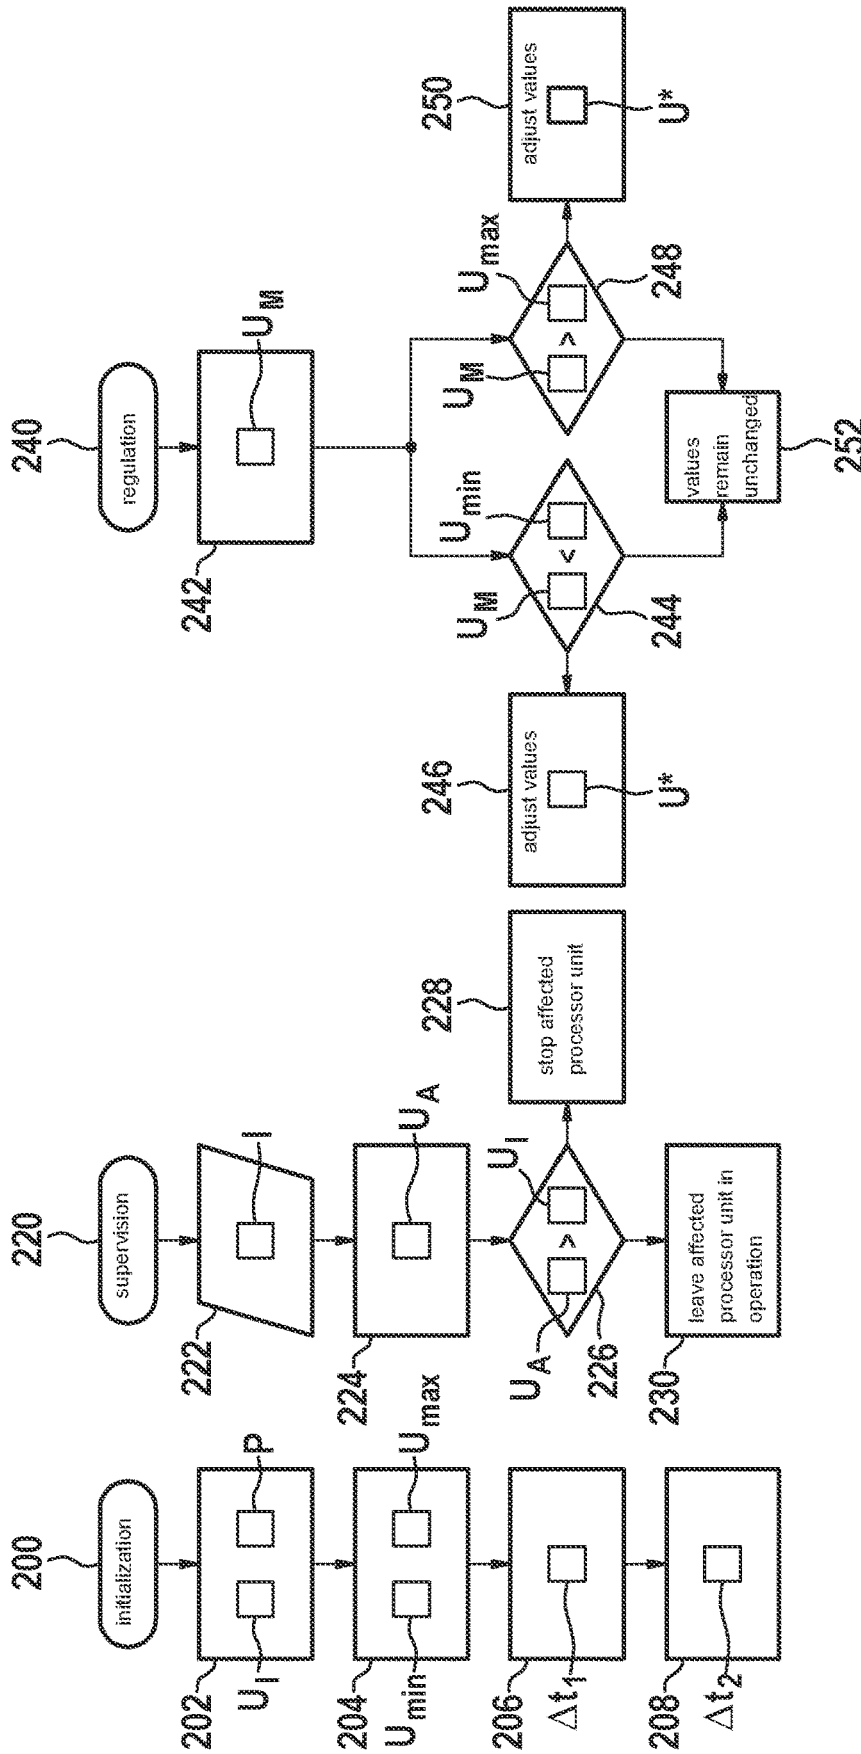 200
initialization
202
U_I
P
204
U_min
U_max
206
Δt_1
208
Δt_2
220
supervision
222
I
224
U_A
226
U_A
>
U_I
228
stop affected
processor unit
230
leave affected
processor unit in
operation
240
regulation
242
U_M
244
U_M
<
U_min
246
adjust values
U*
248
U_M
>
U_max
250
adjust values
U*
252
values
remain
unchanged